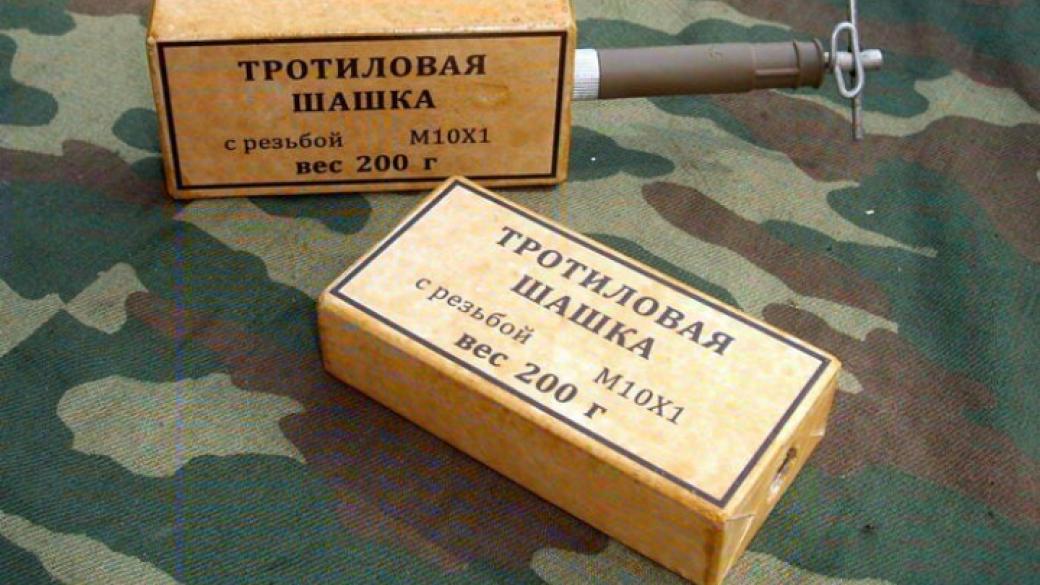 ТРОТИЛОВАЯ
ШАШКА
с резьбой М10Х1
вес 200 г
ТРОТИЛОВАЯ
ШАШКА
с резьбой М10Х1
вес 200 г